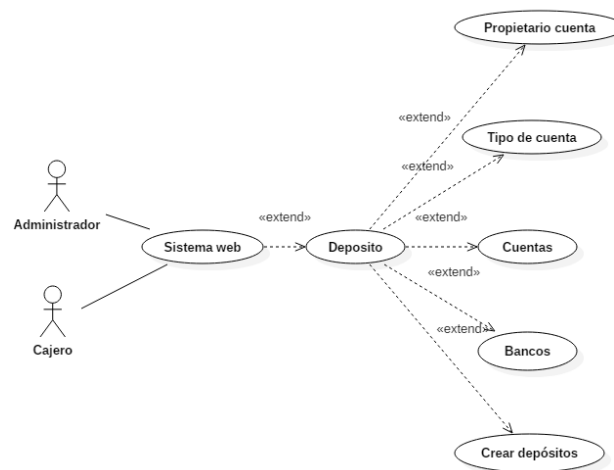 Propietario cuenta
«extend»
Tipo de cuenta
«extend»
Administrador
«extend»
«extend»
Sistema web
Deposito
Cuentas
«extend»
Cajero
«extend»
Bancos
Crear depósitos